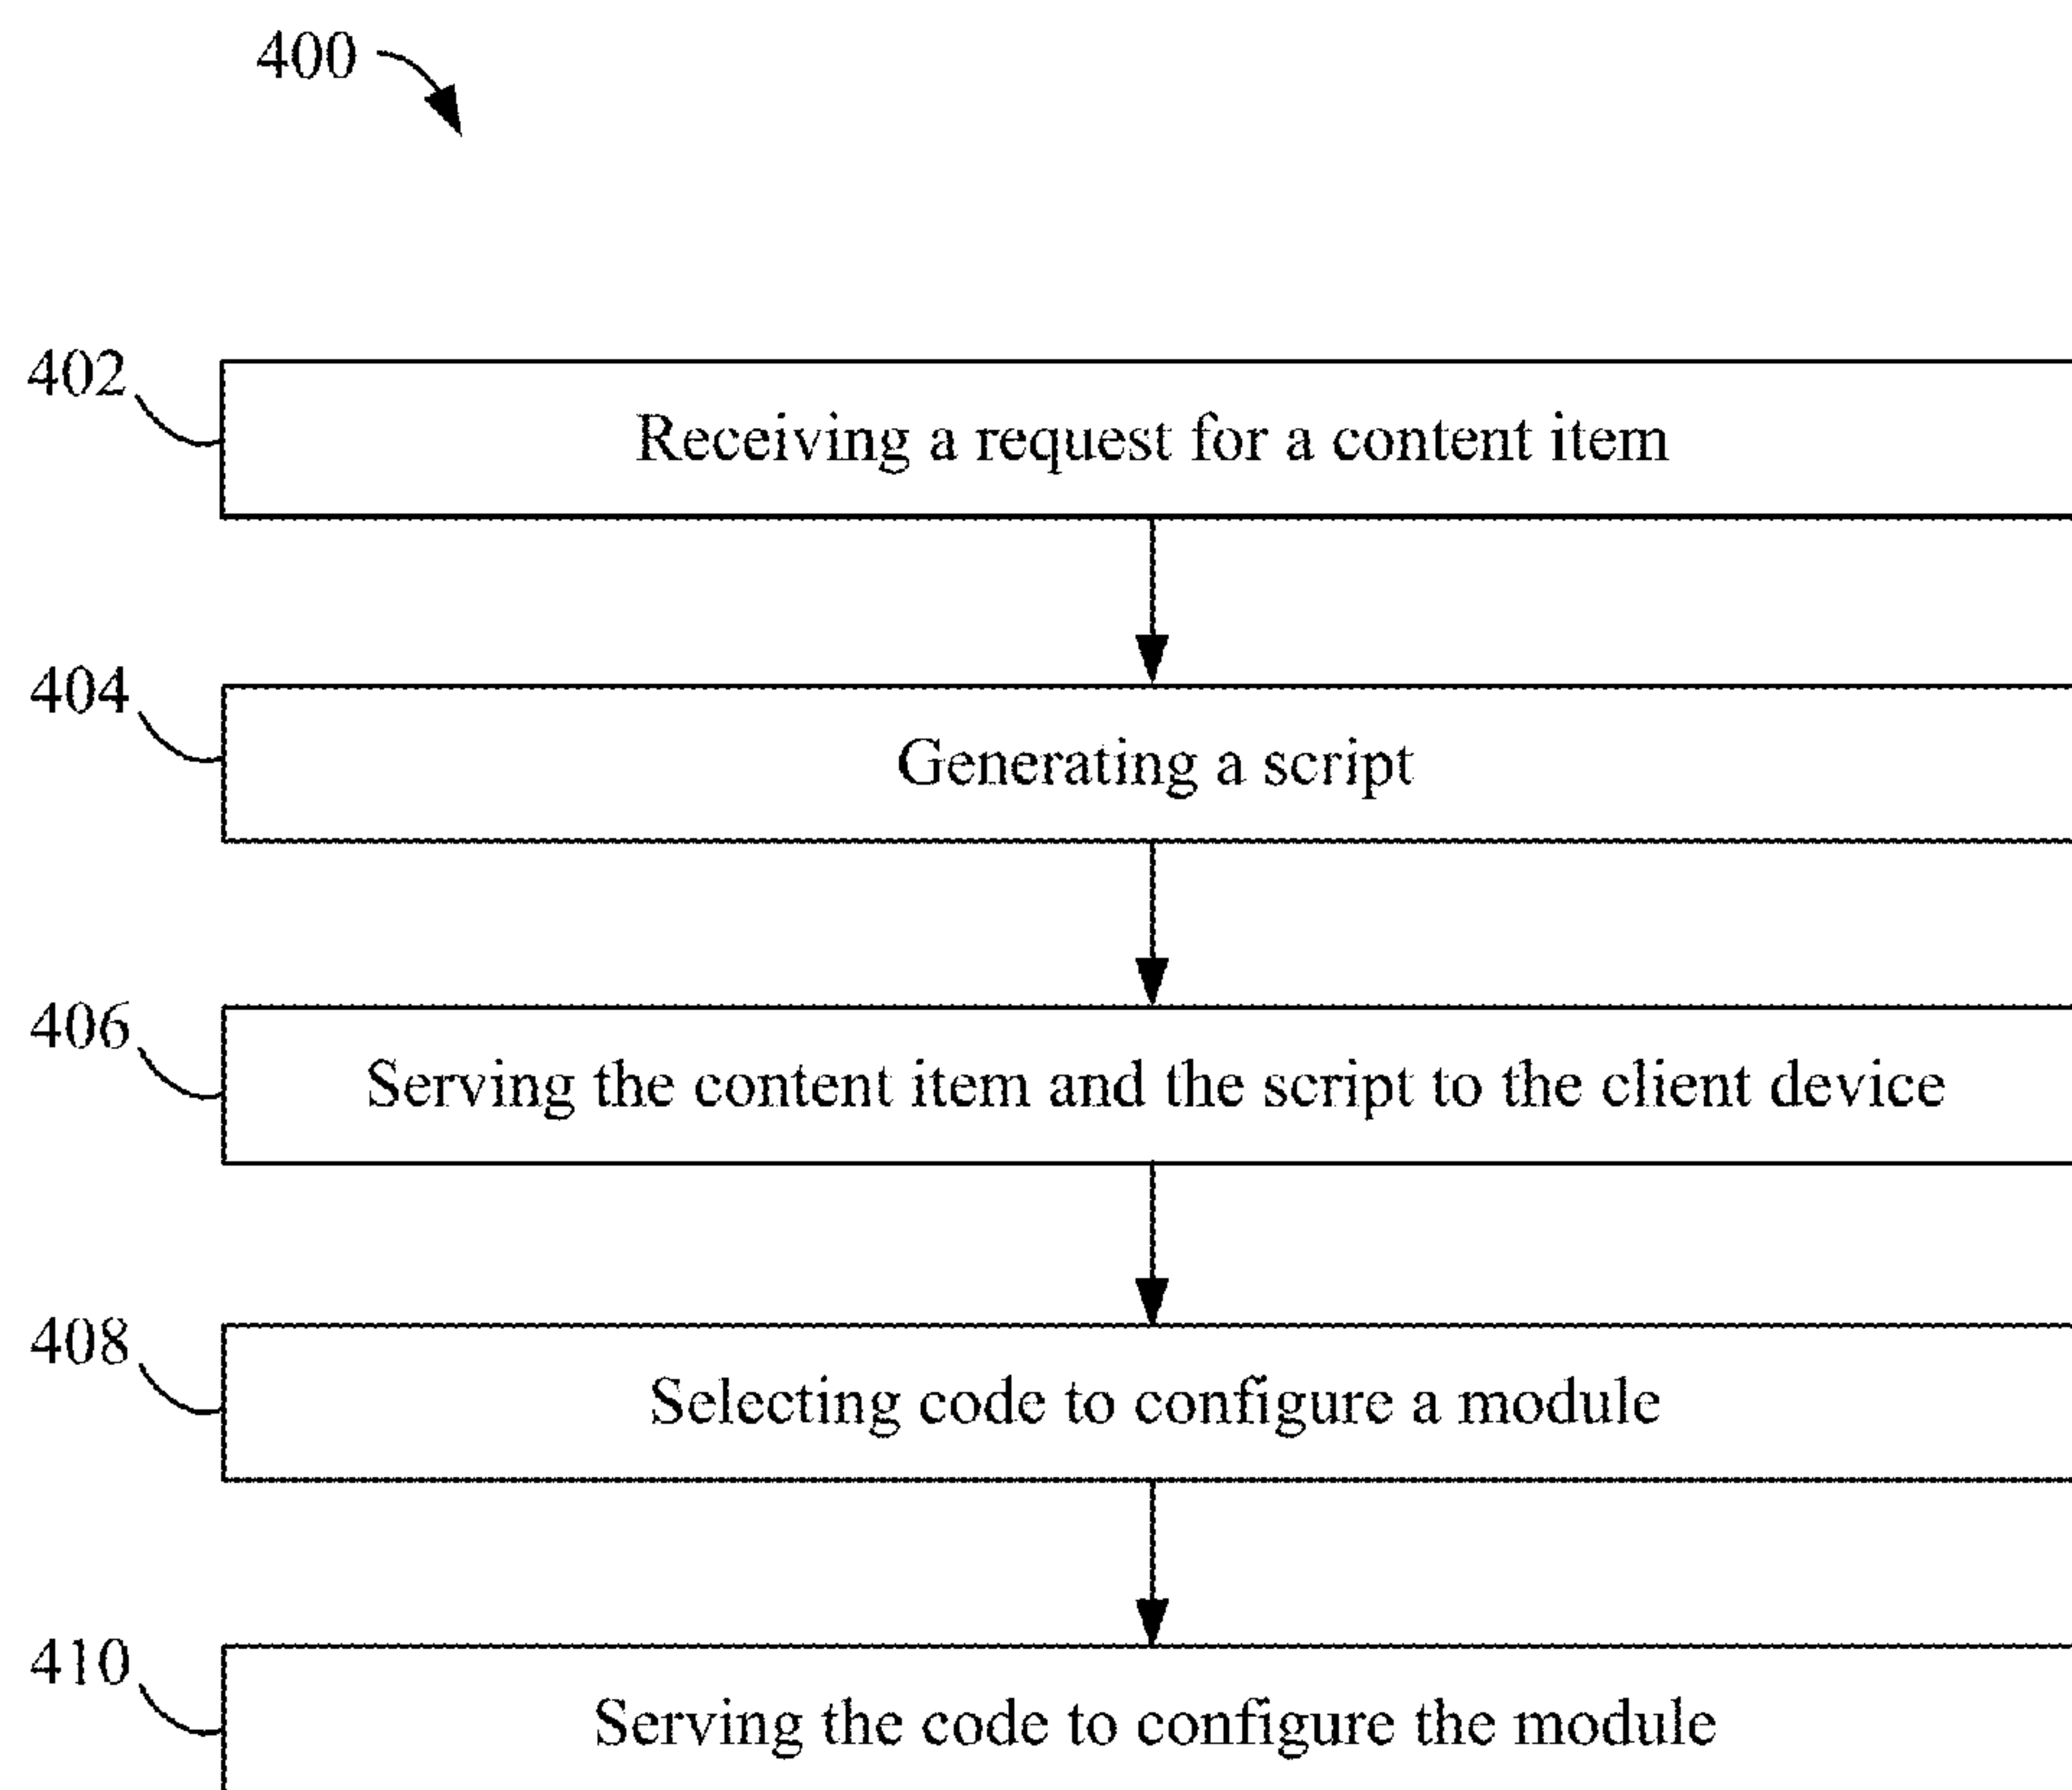 400
402
Receiving a request for a content item
404
Generating a script
406
Serving the content item and the script to the client device
408
Selecting code to configure a module
410
Serving the code to configure the module